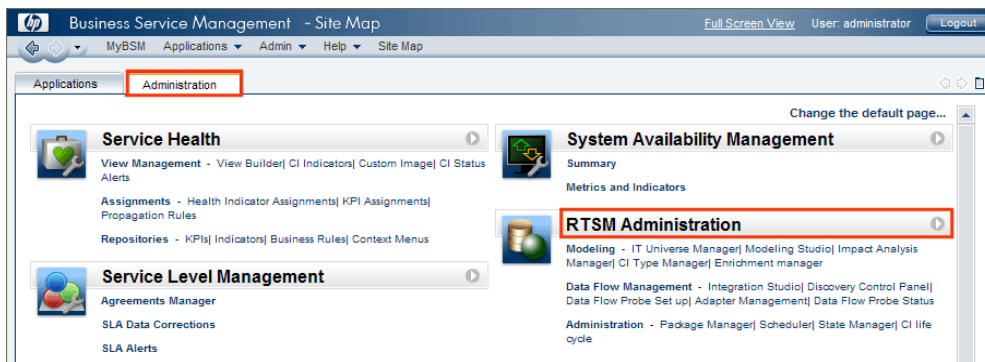 hp Business Service Management - Site Map
Full Screen View User: administrator Logout
MyBSM Applications Admin Help Site Map
Applications Administration
Change the default page...
Service Health
View Management - View Builder| CI Indicators| Custom Image| CI Status
Alerts
Assignments - Health Indicator Assignments| KPI Assignments|
Propagation Rules
Repositories - KPIs| Indicators| Business Rules| Context Menus
Service Level Management
Agreements Manager
SLA Data Corrections
SLA Alerts
System Availability Management
Summary
Metrics and Indicators
RTSM Administration
Modeling - IT Universe Manager| Modeling Studio| Impact Analysis
Manager| CI Type Manager| Enrichment manager
Data Flow Management - Integration Studio| Discovery Control Panel|
Data Flow Probe Set up| Adapter Management| Data Flow Probe Status
Administration - Package Manager| Scheduler| State Manager| CI life
cycle